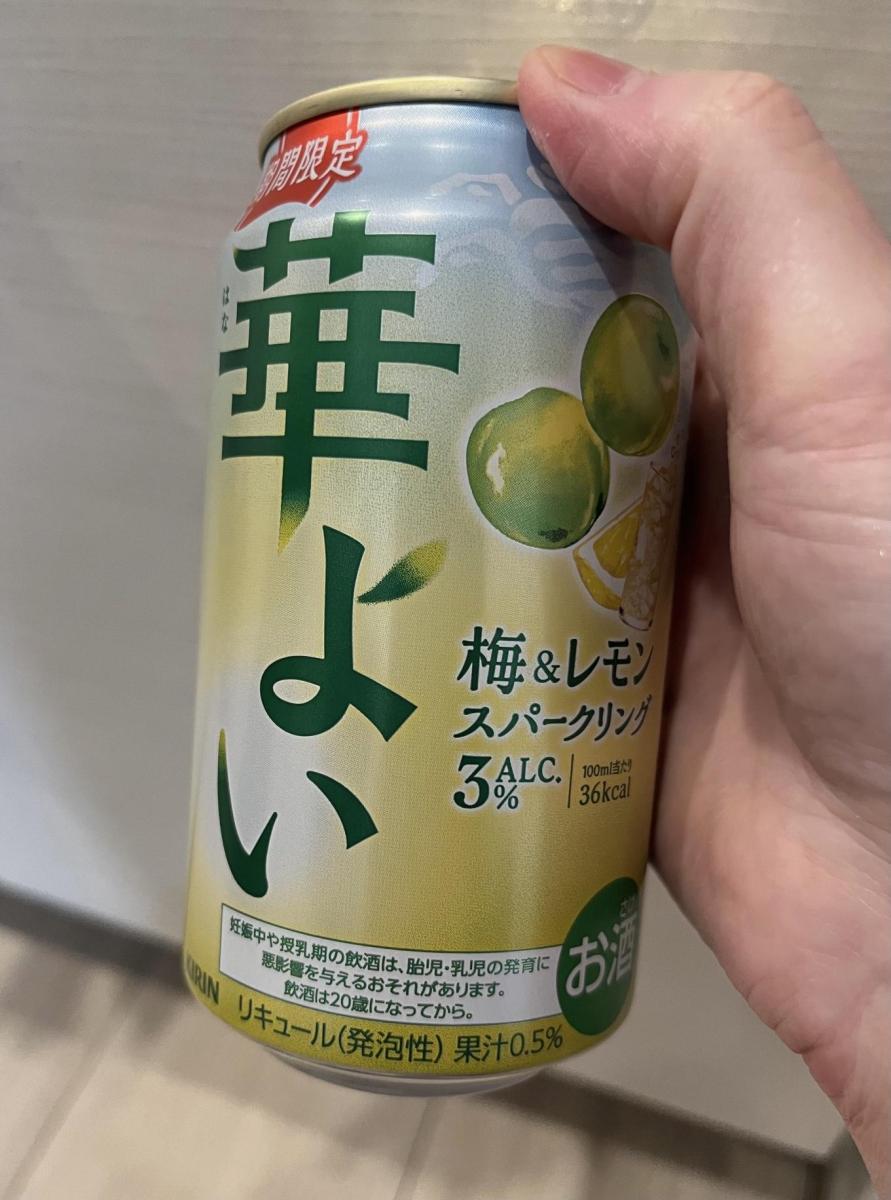 期間限定
はな
華よい
梅&レモン
スパークリング
3% ALC.
100ml当たり
36kcal
お酒
妊娠中や授乳期の飲酒は、胎児・乳児の発育に
悪影響を与えるおそれがあります。
飲酒は20歳になってから。
KIRIN
リキュール(発泡性) 果汁0.5%